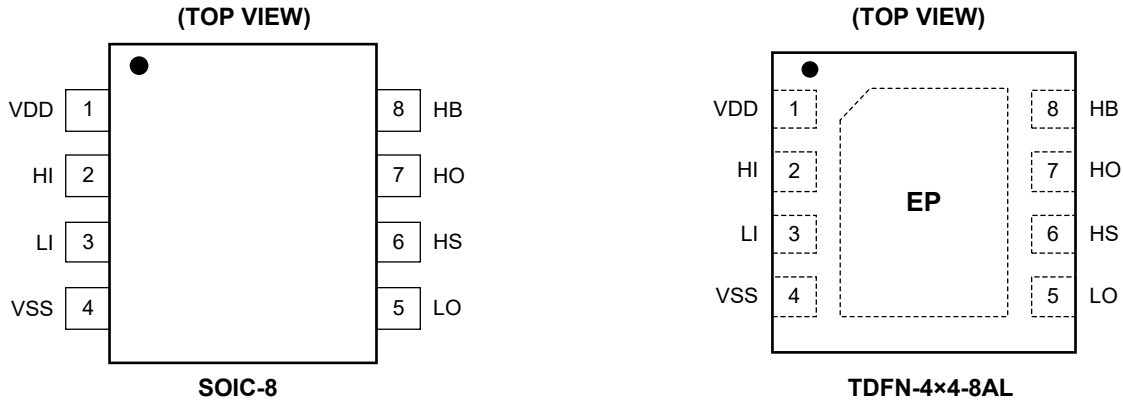 (TOP VIEW)
VDD 1 8 HB
HI 2 7 HO
LI 3 6 HS
VSS 4 5 LO
SOIC-8
(TOP VIEW)
VDD 1 8 HB
HI 2 7 HO
EP
LI 3 6 HS
VSS 4 5 LO
TDFN-4×4-8AL